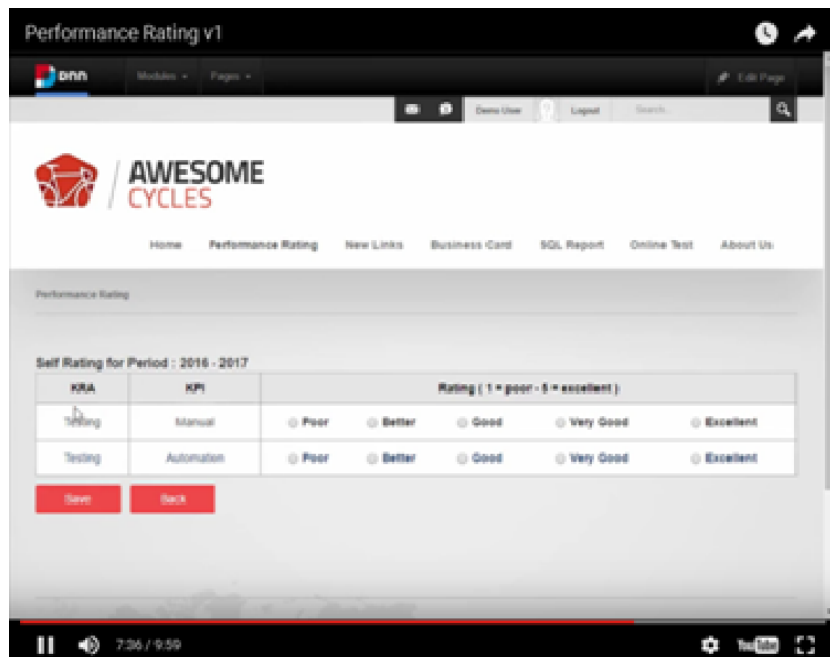 Performance Rating v1
DNN Modules Pages Edit Page
Demo User Logout Search...
AWESOME
CYCLES
Home Performance Rating New Links Business Card SQL Report Online Test About Us
Performance Rating
Self Rating for Period : 2016 - 2017
KRA KPI Rating ( 1 = poor - 5 = excellent )
Testing Manual Poor Better Good Very Good Excellent
Testing Automation Poor Better Good Very Good Excellent
Save Back
7:36 / 9:59 YouTube